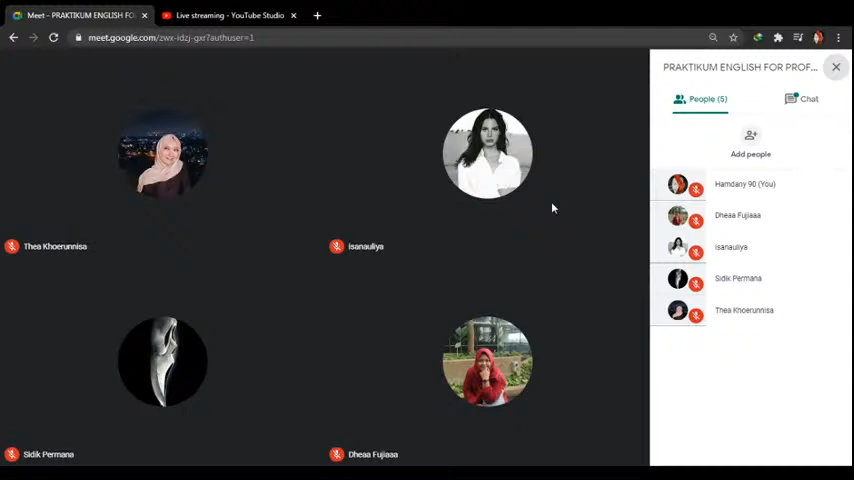 Meet - PRAKTIKUM ENGLISH FO
Live streaming - YouTube Studio
meet.google.com/zwx-idzj-gxr?authuser=1
PRAKTIKUM ENGLISH FOR PROF...
People (5)
Chat
Add people
Hamdany 90 (You)
Dheaa Fujiaaa
isanauliya
Sidik Permana
Thea Khoerunnisa
Thea Khoerunnisa
isanauliya
Sidik Permana
Dheaa Fujiaaa